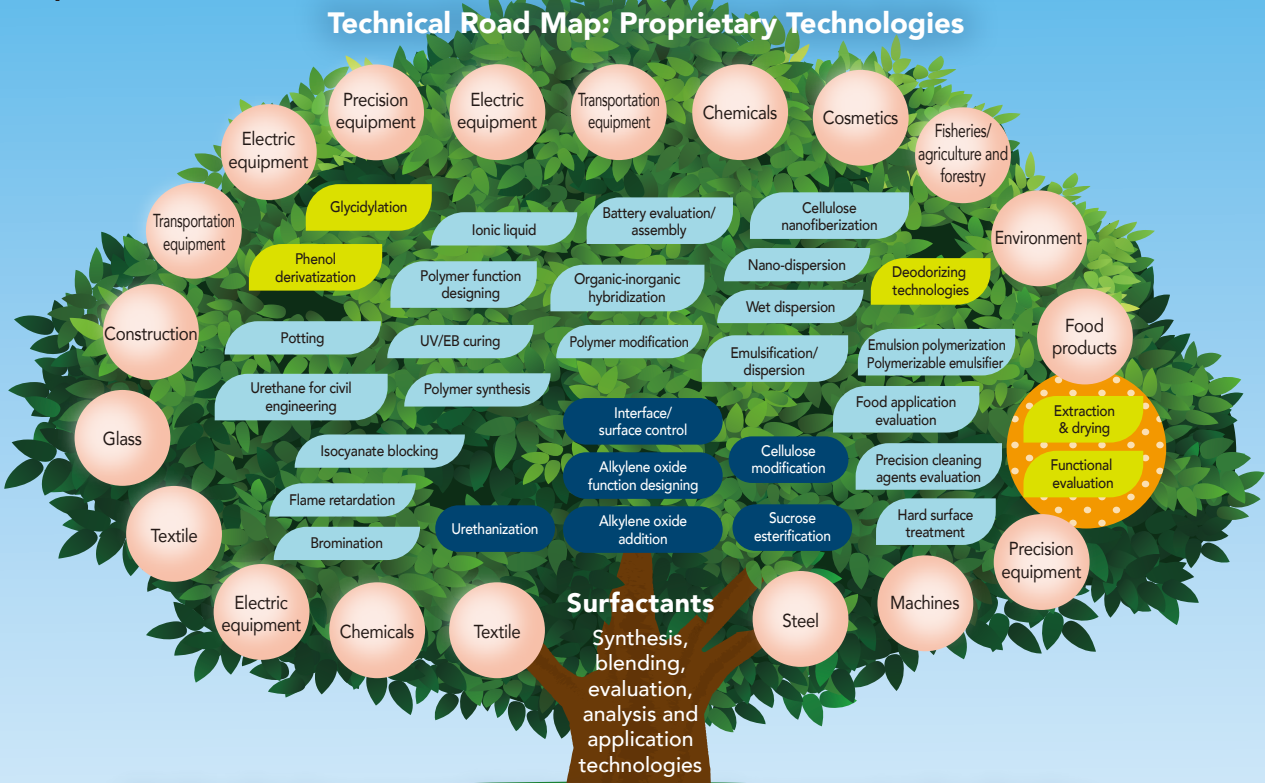 Technical Road Map: Proprietary Technologies
Precision
equipment
Electric
equipment
Transportation
equipment
Chemicals
Cosmetics
Electric
equipment
Fisheries/
agriculture and
forestry
Transportation
equipment
Glycidylation
Ionic liquid
Battery evaluation/
assembly
Cellulose
nanofiberization
Environment
Phenol
derivatization
Polymer function
designing
Organic-inorganic
hybridization
Nano-dispersion
Deodorizing
technologies
Wet dispersion
Construction
Potting
UV/EB curing
Polymer modification
Emulsification/
dispersion
Emulsion polymerization
Polymerizable emulsifier
Food
products
Urethane for civil
engineering
Polymer synthesis
Food application
evaluation
Extraction
& drying
Glass
Interface/
surface control
Isocyanate blocking
Alkylene oxide
function designing
Cellulose
modification
Precision cleaning
agents evaluation
Functional
evaluation
Flame retardation
Textile
Urethanization
Alkylene oxide
addition
Sucrose
esterification
Hard surface
treatment
Bromination
Precision
equipment
Electric
equipment
Chemicals
Textile
Steel
Machines
Surfactants
Synthesis,
blending,
evaluation,
analysis and
application
technologies